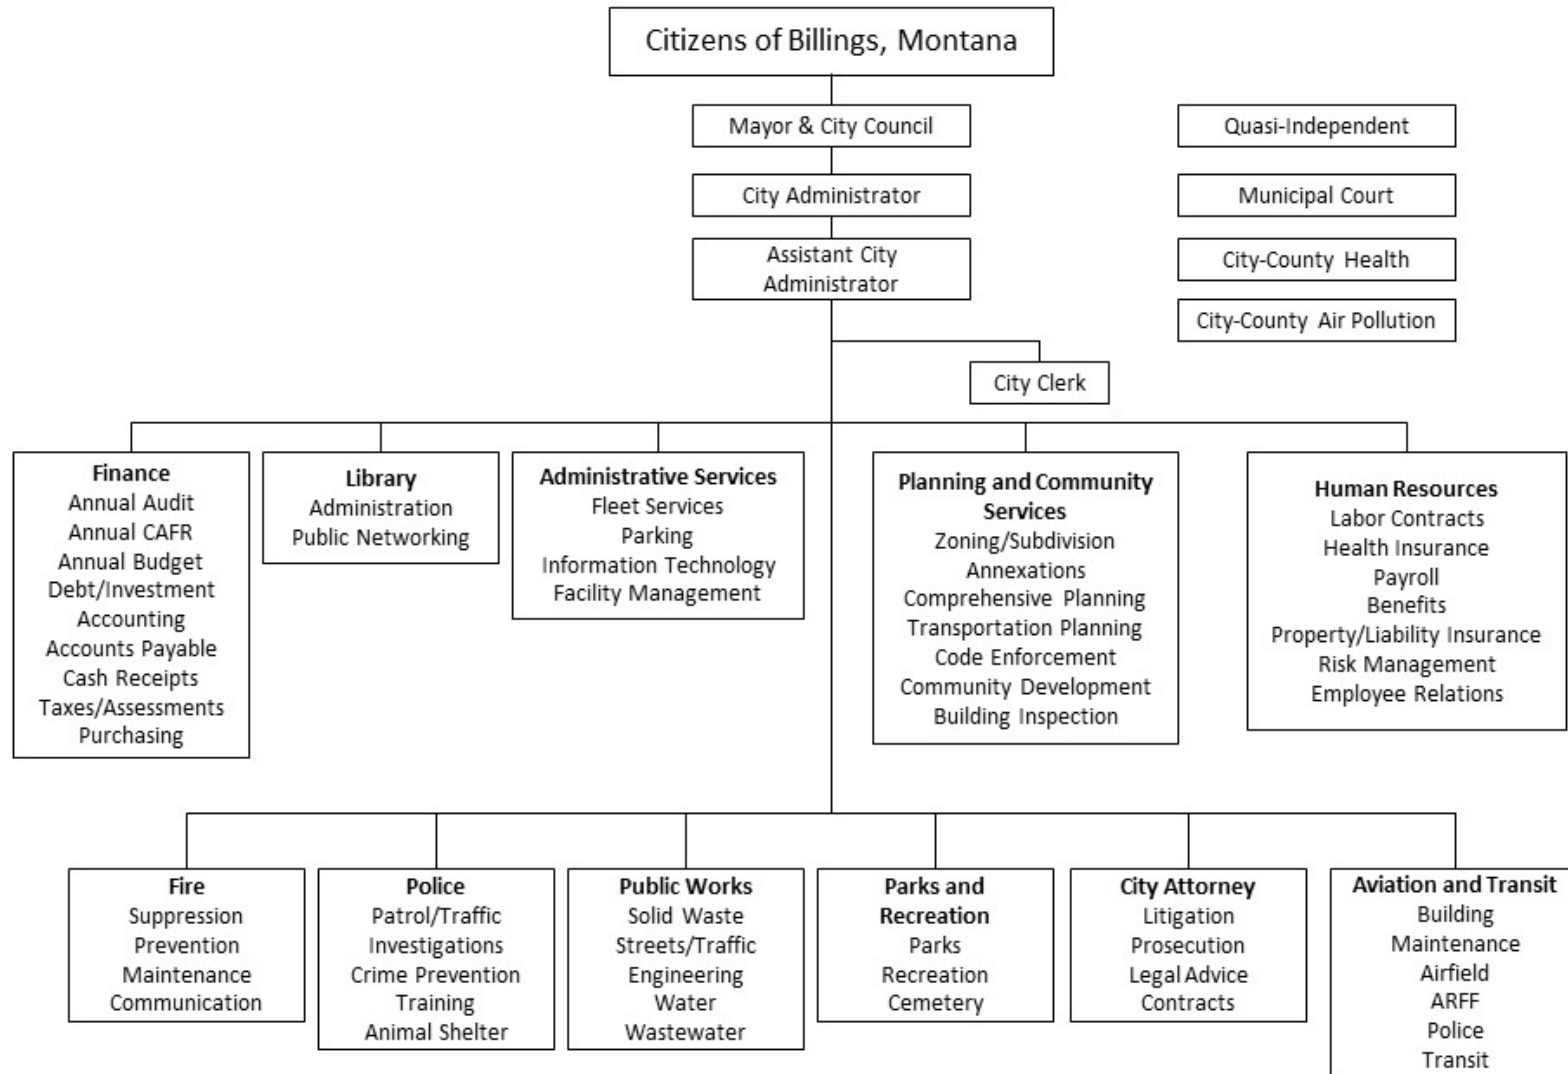 Citizens of Billings, Montana
Mayor & City Council
Quasi-Independent
City Administrator
Municipal Court
Assistant City
Administrator
City-County Health
City-County Air Pollution
City Clerk
Finance
Annual Audit
Annual CAFR
Annual Budget
Debt/Investment
Accounting
Accounts Payable
Cash Receipts
Taxes/Assessments
Purchasing
Library
Administration
Public Networking
Administrative Services
Fleet Services
Parking
Information Technology
Facility Management
Planning and Community
Services
Zoning/Subdivision
Annexations
Comprehensive Planning
Transportation Planning
Code Enforcement
Community Development
Building Inspection
Human Resources
Labor Contracts
Health Insurance
Payroll
Benefits
Property/Liability Insurance
Risk Management
Employee Relations
Fire
Suppression
Prevention
Maintenance
Communication
Police
Patrol/Traffic
Investigations
Crime Prevention
Training
Animal Shelter
Public Works
Solid Waste
Streets/Traffic
Engineering
Water
Wastewater
Parks and
Recreation
Parks
Recreation
Cemetery
City Attorney
Litigation
Prosecution
Legal Advice
Contracts
Aviation and Transit
Building
Maintenance
Airfield
ARFF
Police
Transit